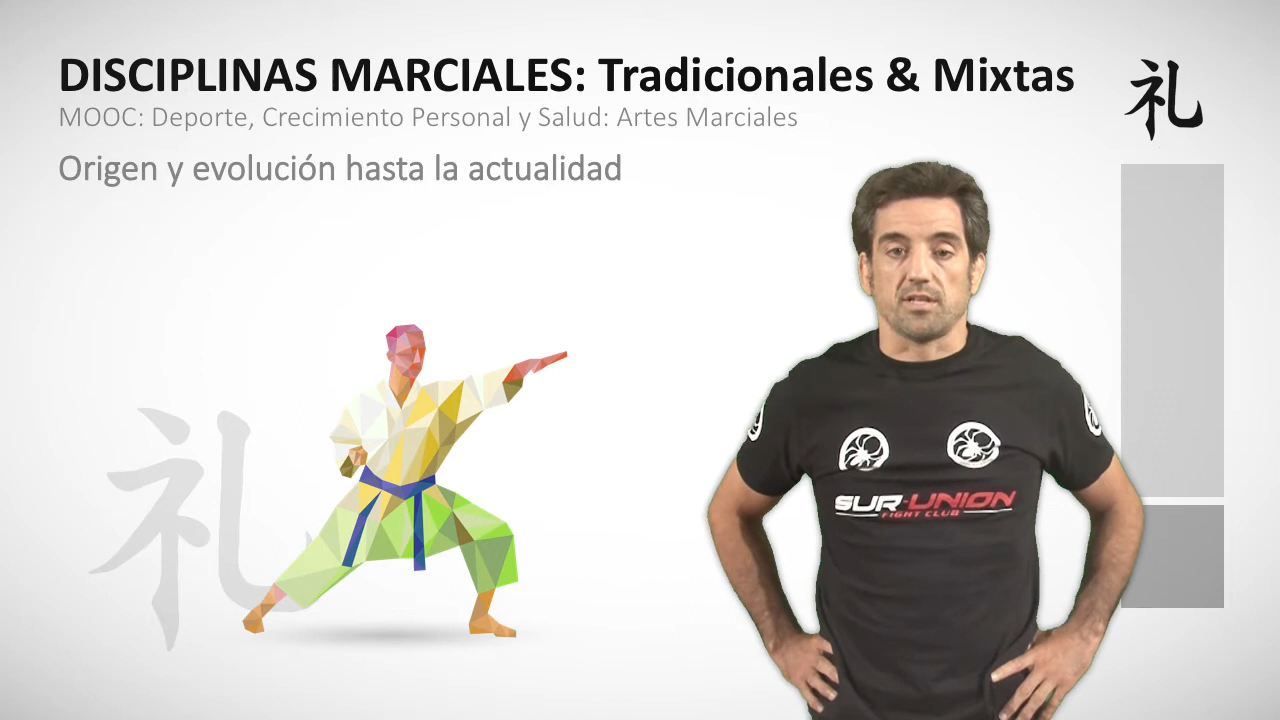 DISCIPLINAS MARCIALES: Tradicionales & Mixtas
礼
MOOC: Deporte, Crecimiento Personal y Salud: Artes Marciales
Origen y evolución hasta la actualidad
礼
SUR-UNION
FIGHT CLUB